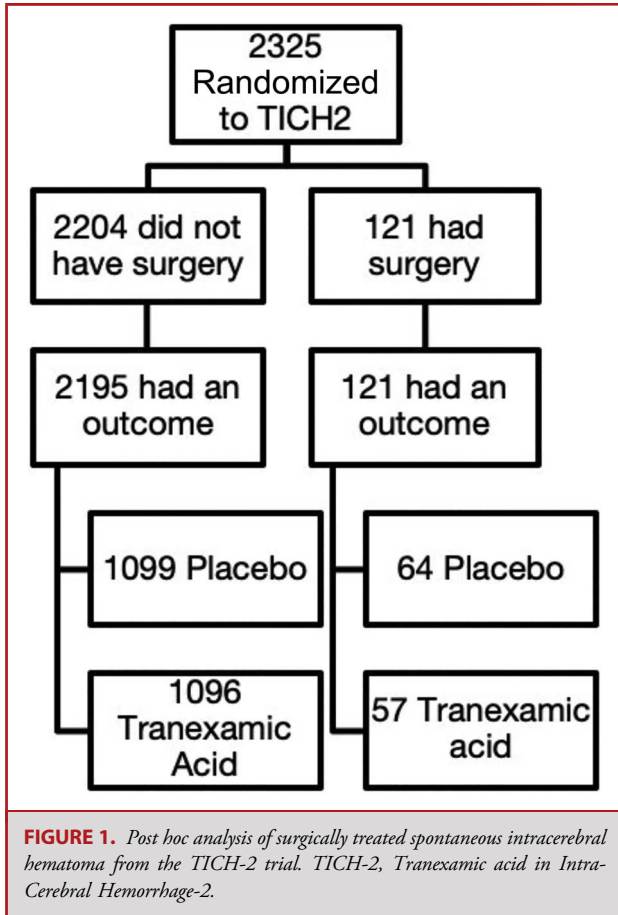 2325
Randomized
to TICH2
2204 did not
have surgery
121 had
surgery
2195 had an
outcome
121 had an
outcome
1099 Placebo
64 Placebo
1096
Tranexamic
Acid
57 Tranexamic
acid
FIGURE 1. Post hoc analysis of surgically treated spontaneous intracerebral
hematoma from the TICH-2 trial. TICH-2, Tranexamic acid in Intra-
Cerebral Hemorrhage-2.